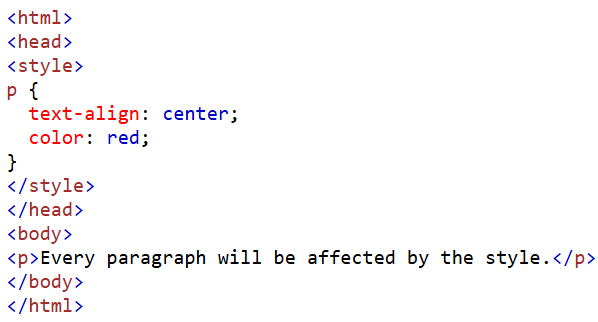 <html>
<head>
<style>
p {
  text-align: center;
  color: red;
}
</style>
</head>
<body>
<p>Every paragraph will be affected by the style.</p>
</body>
</html>